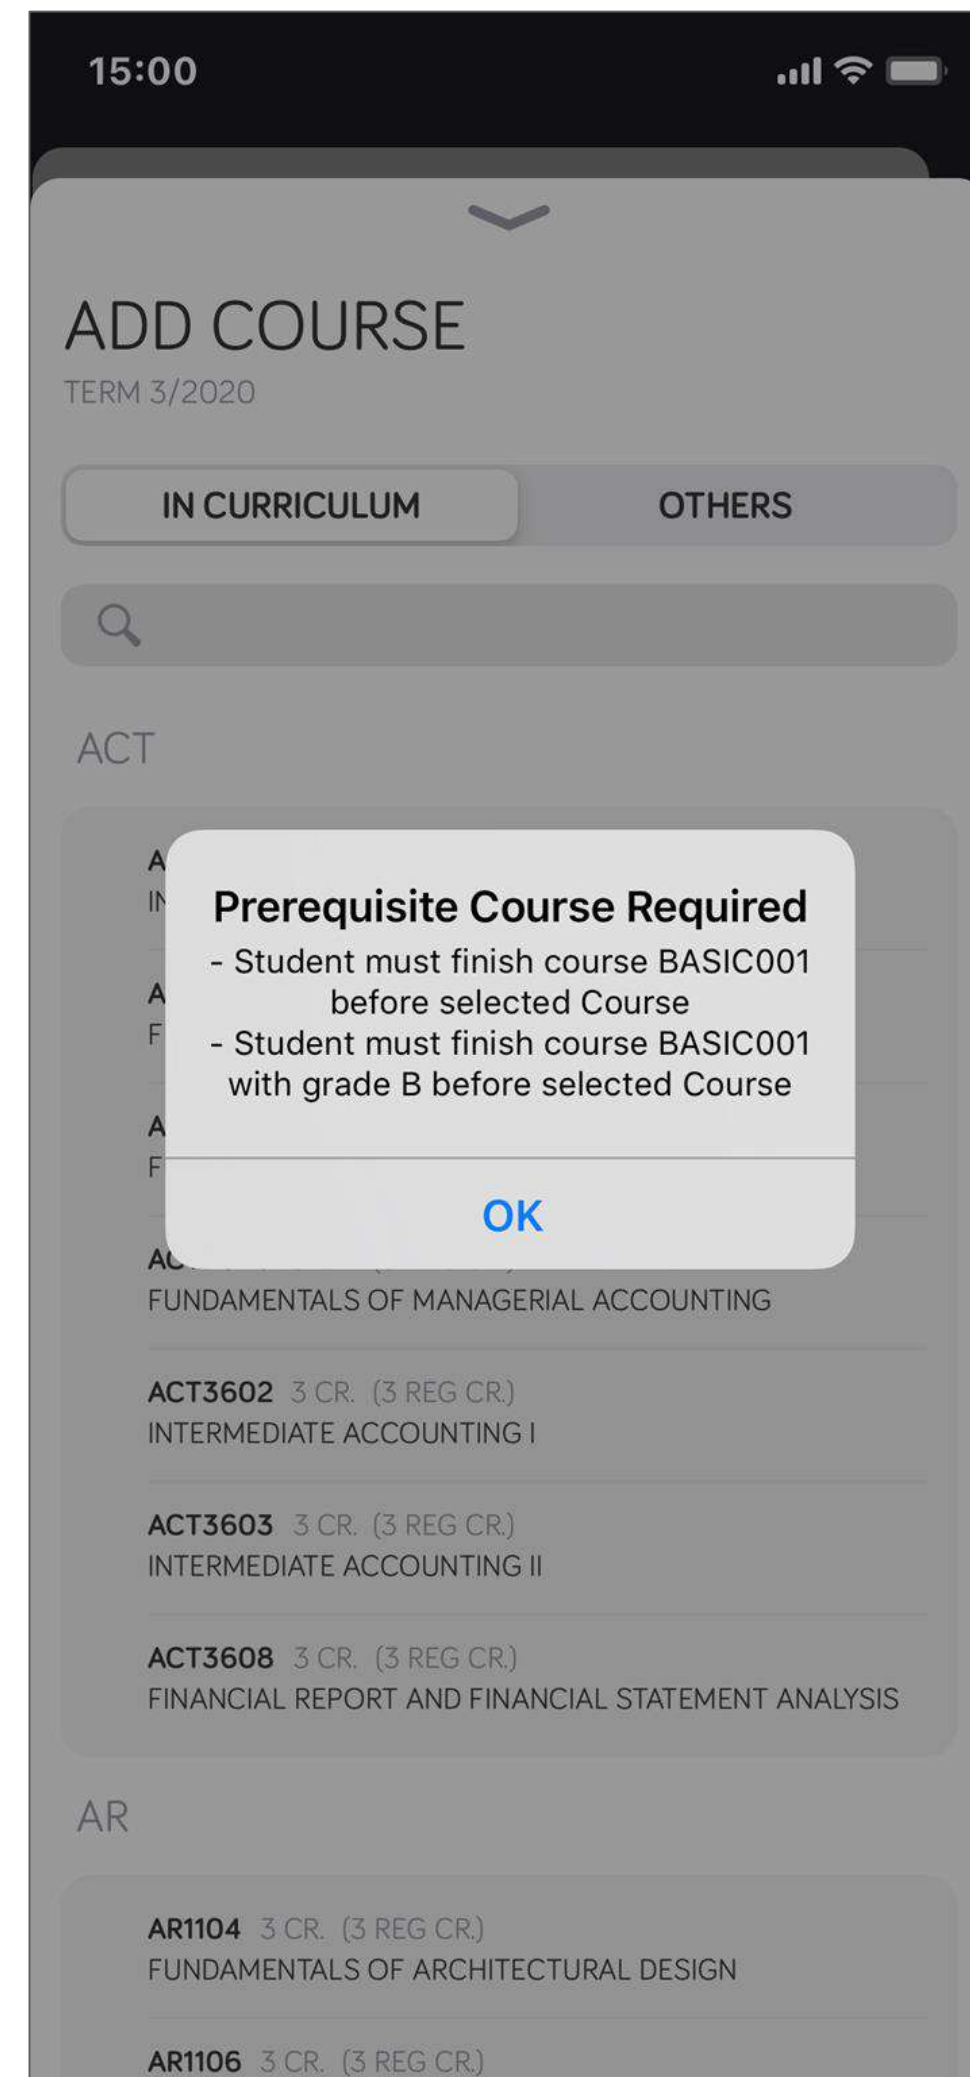 15:00
ADD COURSE
TERM 3/2020
IN CURRICULUM OTHERS
ACT
Prerequisite Course Required
- Student must finish course BASIC001
before selected Course
- Student must finish course BASIC001
with grade B before selected Course
OK
FUNDAMENTALS OF MANAGERIAL ACCOUNTING
ACT3602 3 CR. (3 REG CR.)
INTERMEDIATE ACCOUNTING I
ACT3603 3 CR. (3 REG CR.)
INTERMEDIATE ACCOUNTING II
ACT3608 3 CR. (3 REG CR.)
FINANCIAL REPORT AND FINANCIAL STATEMENT ANALYSIS
AR
AR1104 3 CR. (3 REG CR.)
FUNDAMENTALS OF ARCHITECTURAL DESIGN
AR1106 3 CR. (3 REG CR.)